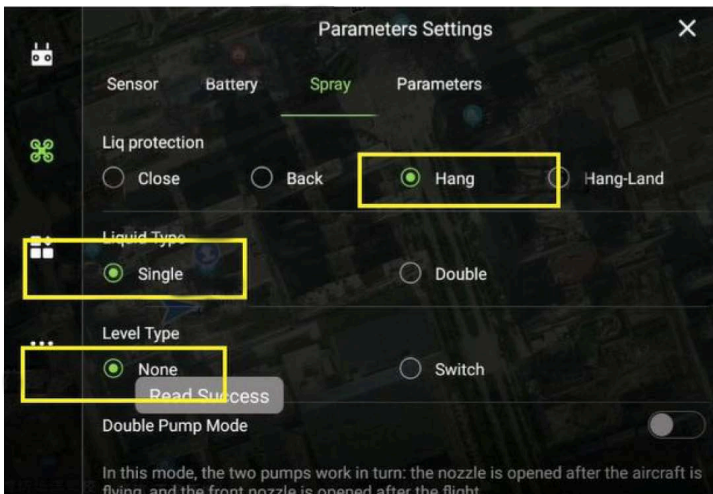 Parameters Settings
Sensor Battery Spray Parameters
Liq protection
Close Back Hang Hang-Land
Liquid Type
Single Double
Level Type
None Switch
Read Success
Double Pump Mode
In this mode, the two pumps work in turn: the nozzle is opened after the aircraft is
flying, and the front nozzle is opened after the flight